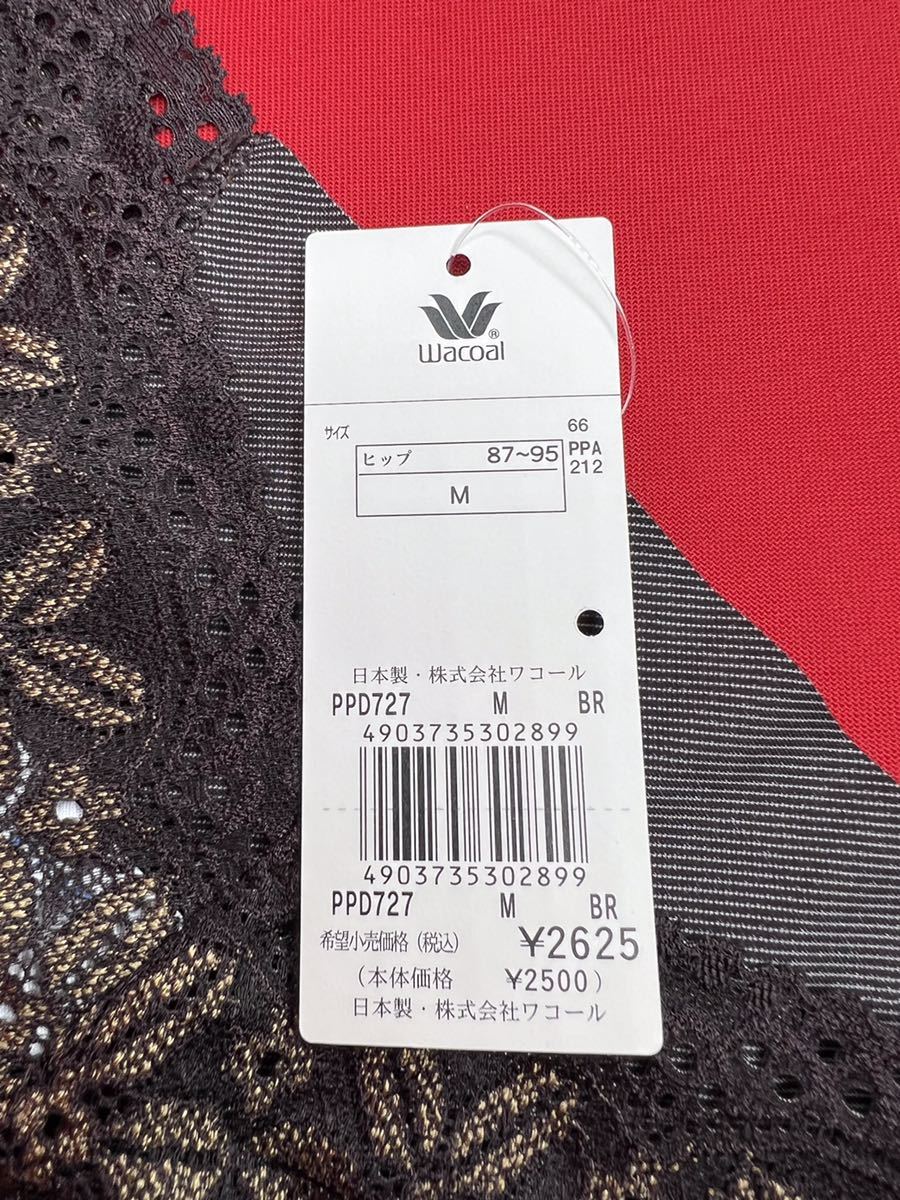 Wacoal®
サイズ
66
PPA
212
ヒップ 87~95
M
日本製・株式会社ワコール
PPD727 M BR
4903735302899
4903735302899
PPD727 M BR
希望小売価格(税込) ¥2625
(本体価格 ¥2500)
日本製・株式会社ワコール